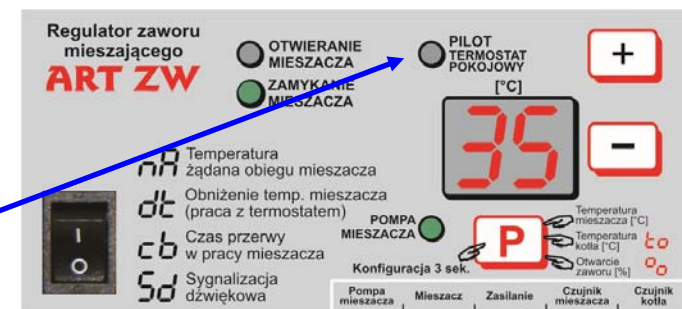 Regulator zaworu
mieszającego
ART ZW
OTWIERANIE
MIESZACZA
ZAMYKANIE
MIESZACZA
PILOT
TERMOSTAT
POKOJOWY
[°C]
35
+
−
nA Temperatura
żądana obiegu mieszacza
dt Obniżenie temp. mieszacza
(praca z termostatem)
cb Czas przerwy
w pracy mieszacza
Sd Sygnalizacja
dźwiękowa
I
O
POMPA
MIESZACZA
P
Konfiguracja 3 sek.
Temperatura
mieszacza [°C]
Temperatura
kotła [°C] to
Otwarcie
zaworu [%] %
Pompa
mieszacza
Mieszacz
Zasilanie
Czujnik
mieszacza
Czujnik
kotła